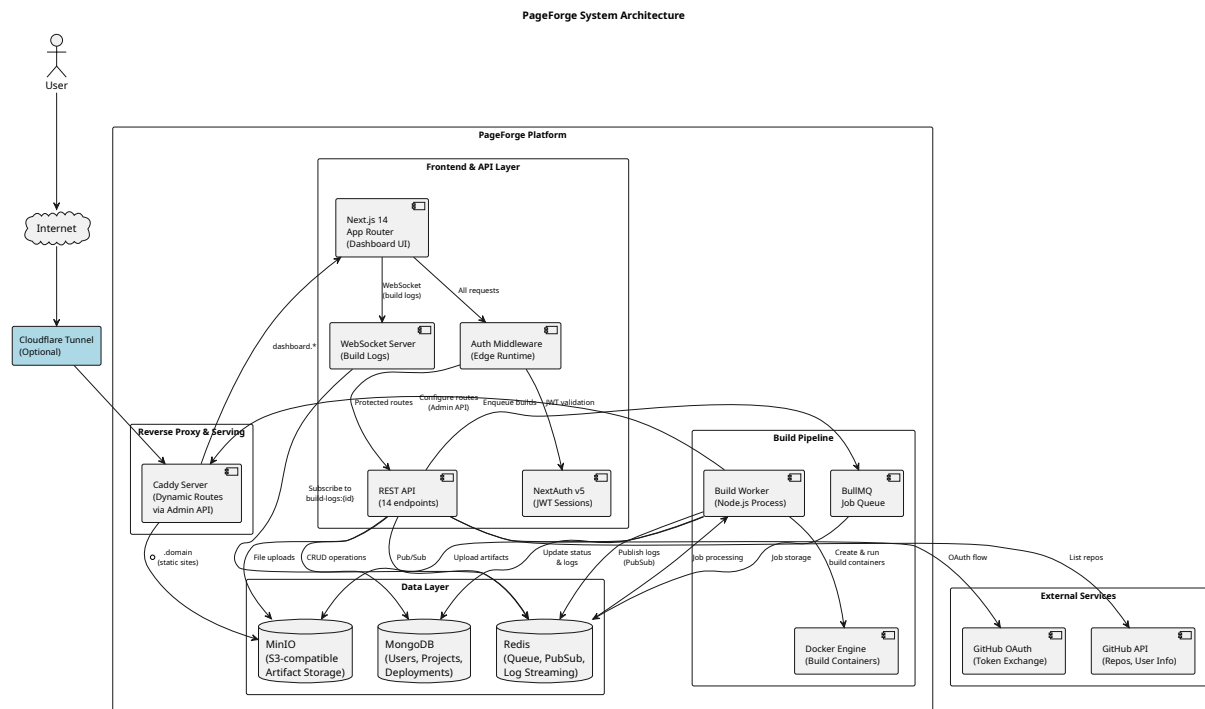 PageForge System Architecture
User
PageForge Platform
Frontend & API Layer
Next.js 14
App Router
(Dashboard UI)
Internet
WebSocket
(build logs)
All requests
Cloudflare Tunnel
(Optional)
dashboard.*
WebSocket Server
(Build Logs)
Auth Middleware
(Edge Runtime)
Protected routes
Configure routes
(Admin API)
Enqueue builds
JWT validation
Reverse Proxy & Serving
Build Pipeline
Caddy Server
(Dynamic Routes
via Admin API)
Subscribe to
build-logs:{id}
REST API
(14 endpoints)
NextAuth v5
(JWT Sessions)
Build Worker
(Node.js Process)
BullMQ
Job Queue
.domain
(static sites)
File uploads
CRUD operations
Pub/Sub
Upload artifacts
Update status
& logs
Publish logs
(PubSub)
Job processing
Job storage
Create & run
build containers
OAuth flow
List repos
Data Layer
External Services
MinIO
(S3-compatible
Artifact Storage)
MongoDB
(Users, Projects,
Deployments)
Redis
(Queue, PubSub,
Log Streaming)
Docker Engine
(Build Containers)
GitHub OAuth
(Token Exchange)
GitHub API
(Repos, User Info)